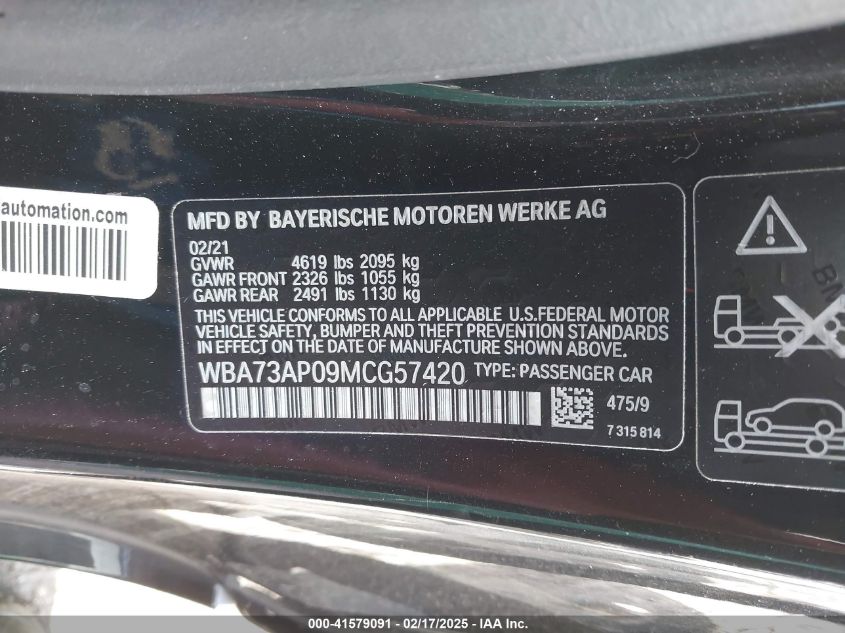 automation.com
MFD BY BAYERISCHE MOTOREN WERKE AG
02/21
GVWR 4619 lbs 2095 kg
GAWR FRONT 2326 lbs 1055 kg
GAWR REAR 2491 lbs 1130 kg
THIS VEHICLE CONFORMS TO ALL APPLICABLE U.S.FEDERAL MOTOR
VEHICLE SAFETY, BUMPER AND THEFT PREVENTION STANDARDS
IN EFFECT ON THE DATE OF MANUFACTURE SHOWN ABOVE.
WBA73AP09MCG57420 TYPE: PASSENGER CAR
475/9
7 315 814
000-41579091 - 02/17/2025 - IAA Inc.